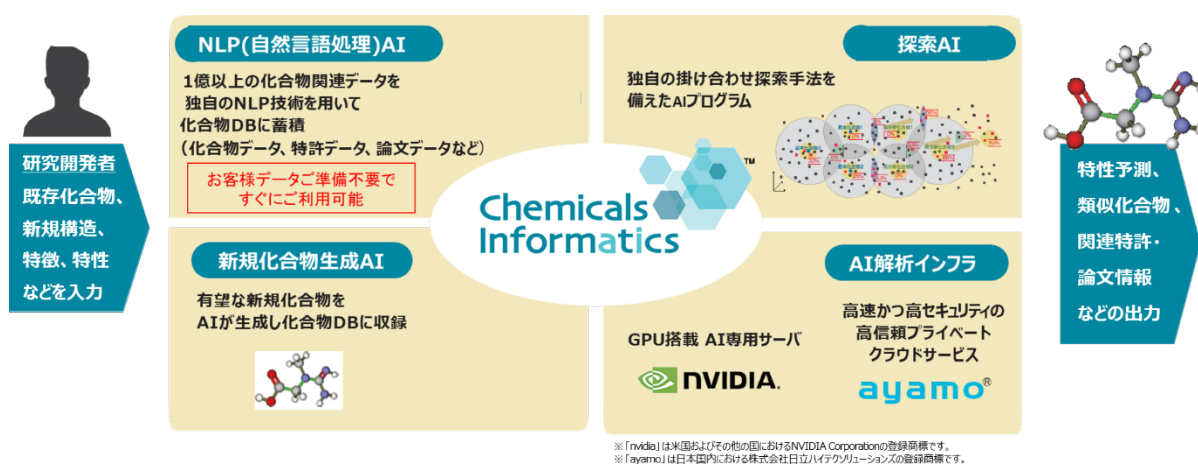 研究開発者
既存化合物、
新規構造、
特徴、特性
などを入力
NLP(自然言語処理)AI
1億以上の化合物関連データを
独自のNLP技術を用いて
化合物DBに蓄積
(化合物データ、特許データ、論文データなど)
お客様データご準備不要で
すぐにご利用可能
探索AI
独自の掛け合わせ探索手法を
備えたAIプログラム
Chemicals
Informatics
TM
新規化合物生成AI
有望な新規化合物を
AIが生成し化合物DBに収録
AI解析インフラ
GPU搭載 AI専用サーバ
NVIDIA.
高速かつ高セキュリティの
高信頼プライベート
クラウドサービス
ayamo®
特性予測、
類似化合物、
関連特許・
論文情報
などの出力
※「nvidia」は米国およびその他の国におけるNVIDIA Corporationの登録商標です。
※「ayamo」は日本国内における株式会社日立ハイテクソリューションズの登録商標です。